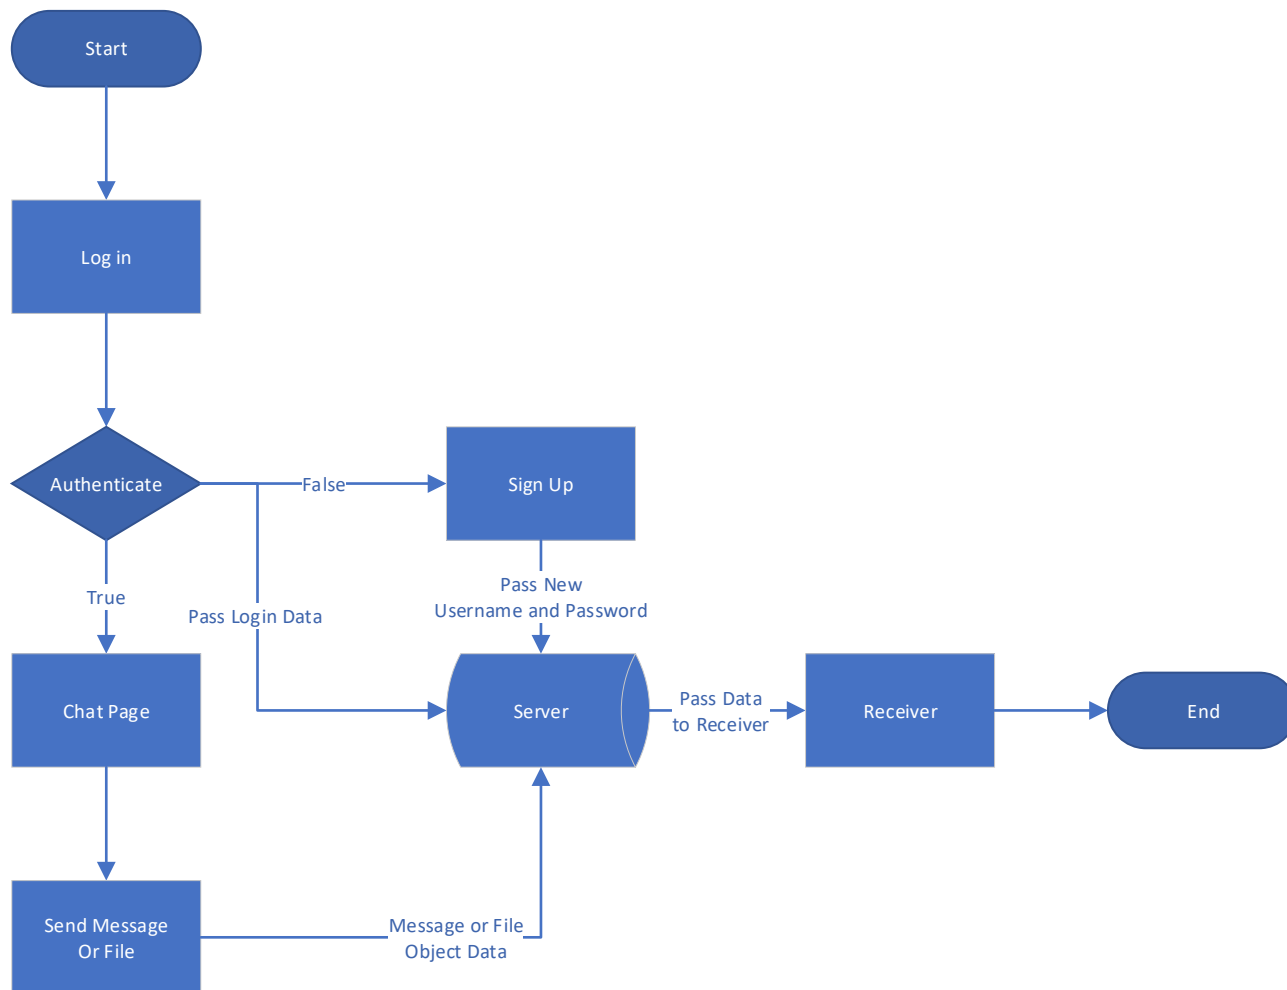 Start
Log in
Authenticate
False
Sign Up
True
Pass Login Data
Pass New
Username and Password
Chat Page
Server
Pass Data
to Receiver
Receiver
End
Send Message
Or File
Message or File
Object Data